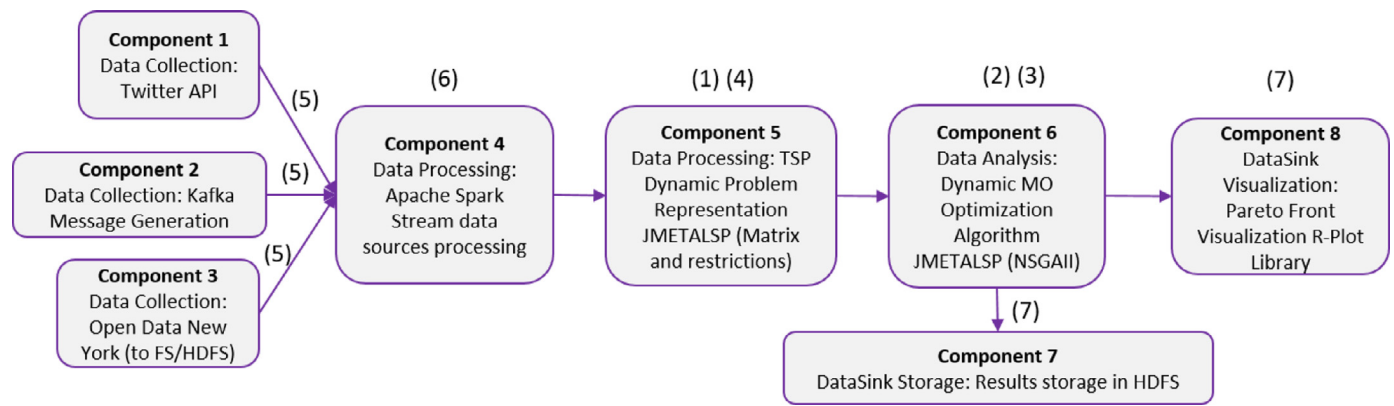 Component 1
Data Collection:
Twitter API
(5)
Component 2
Data Collection: Kafka
Message Generation
(5)
Component 3
Data Collection:
Open Data New
York (to FS/HDFS)
(5)
(6)
Component 4
Data Processing:
Apache Spark
Stream data
sources processing
(1) (4)
Component 5
Data Processing: TSP
Dynamic Problem
Representation
JMETALSP (Matrix
and restrictions)
(2) (3)
Component 6
Data Analysis:
Dynamic MO
Optimization
Algorithm
JMETALSP (NSGAII)
(7)
Component 7
DataSink Storage: Results storage in HDFS
(7)
Component 8
DataSink
Visualization:
Pareto Front
Visualization R-Plot
Library